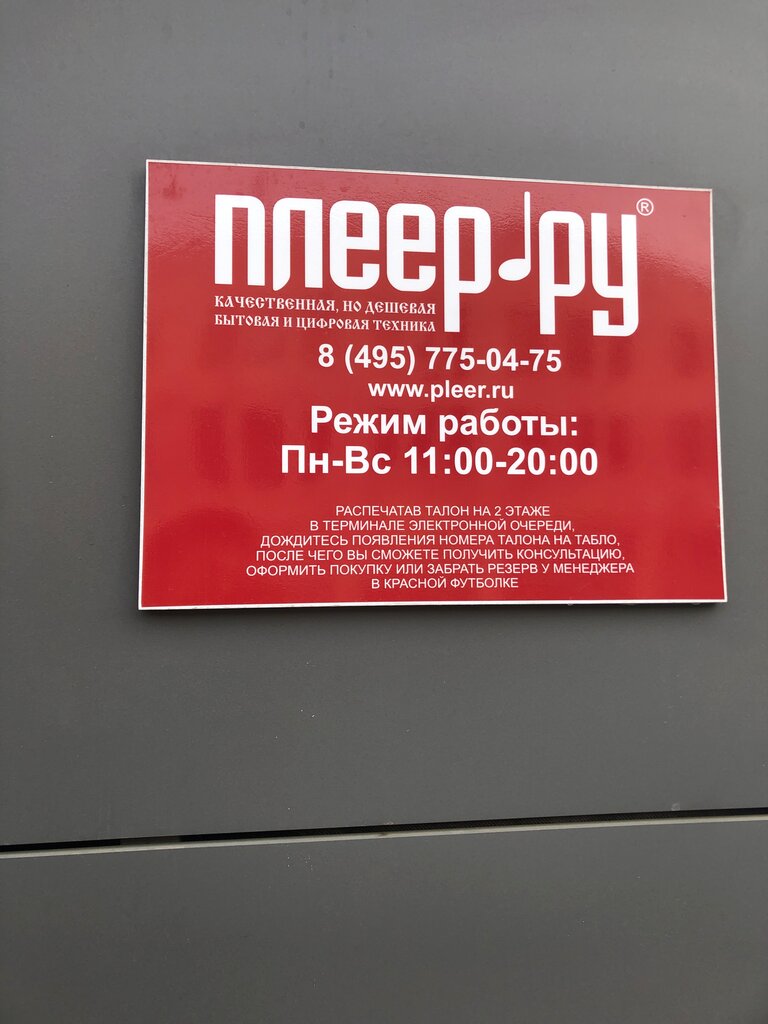 плеер.ру®
КАЧЕСТВЕННАЯ, НО ДЕШЕВАЯ
БЫТОВАЯ И ЦИФРОВАЯ ТЕХНИКА
8 (495) 775-04-75
www.pleer.ru
Режим работы:
Пн-Вс 11:00-20:00
РАСПЕЧАТАВ ТАЛОН НА 2 ЭТАЖЕ
В ТЕРМИНАЛЕ ЭЛЕКТРОННОЙ ОЧЕРЕДИ,
ДОЖДИТЕСЬ ПОЯВЛЕНИЯ НОМЕРА ТАЛОНА НА ТАБЛО,
ПОСЛЕ ЧЕГО ВЫ СМОЖЕТЕ ПОЛУЧИТЬ КОНСУЛЬТАЦИЮ,
ОФОРМИТЬ ПОКУПКУ ИЛИ ЗАБРАТЬ РЕЗЕРВ У МЕНЕДЖЕРА
В КРАСНОЙ ФУТБОЛКЕ